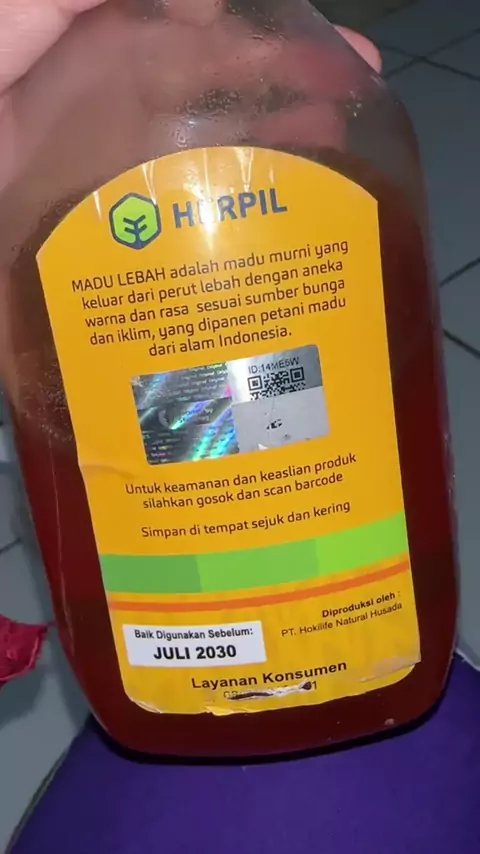 HERPIL
MADU LEBAH adalah madu murni yang
keluar dari perut lebah dengan aneka
warna dan rasa sesuai sumber bunga
dan iklim, yang dipanen petani madu
dari alam Indonesia.
ID:14ME6W
Untuk keamanan dan keaslian produk
silahkan gosok dan scan barcode
Simpan di tempat sejuk dan kering
Baik Digunakan Sebelum:
JULI 2030
Diproduksi oleh :
PT. Hokilife Natural Husada
Layanan Konsumen